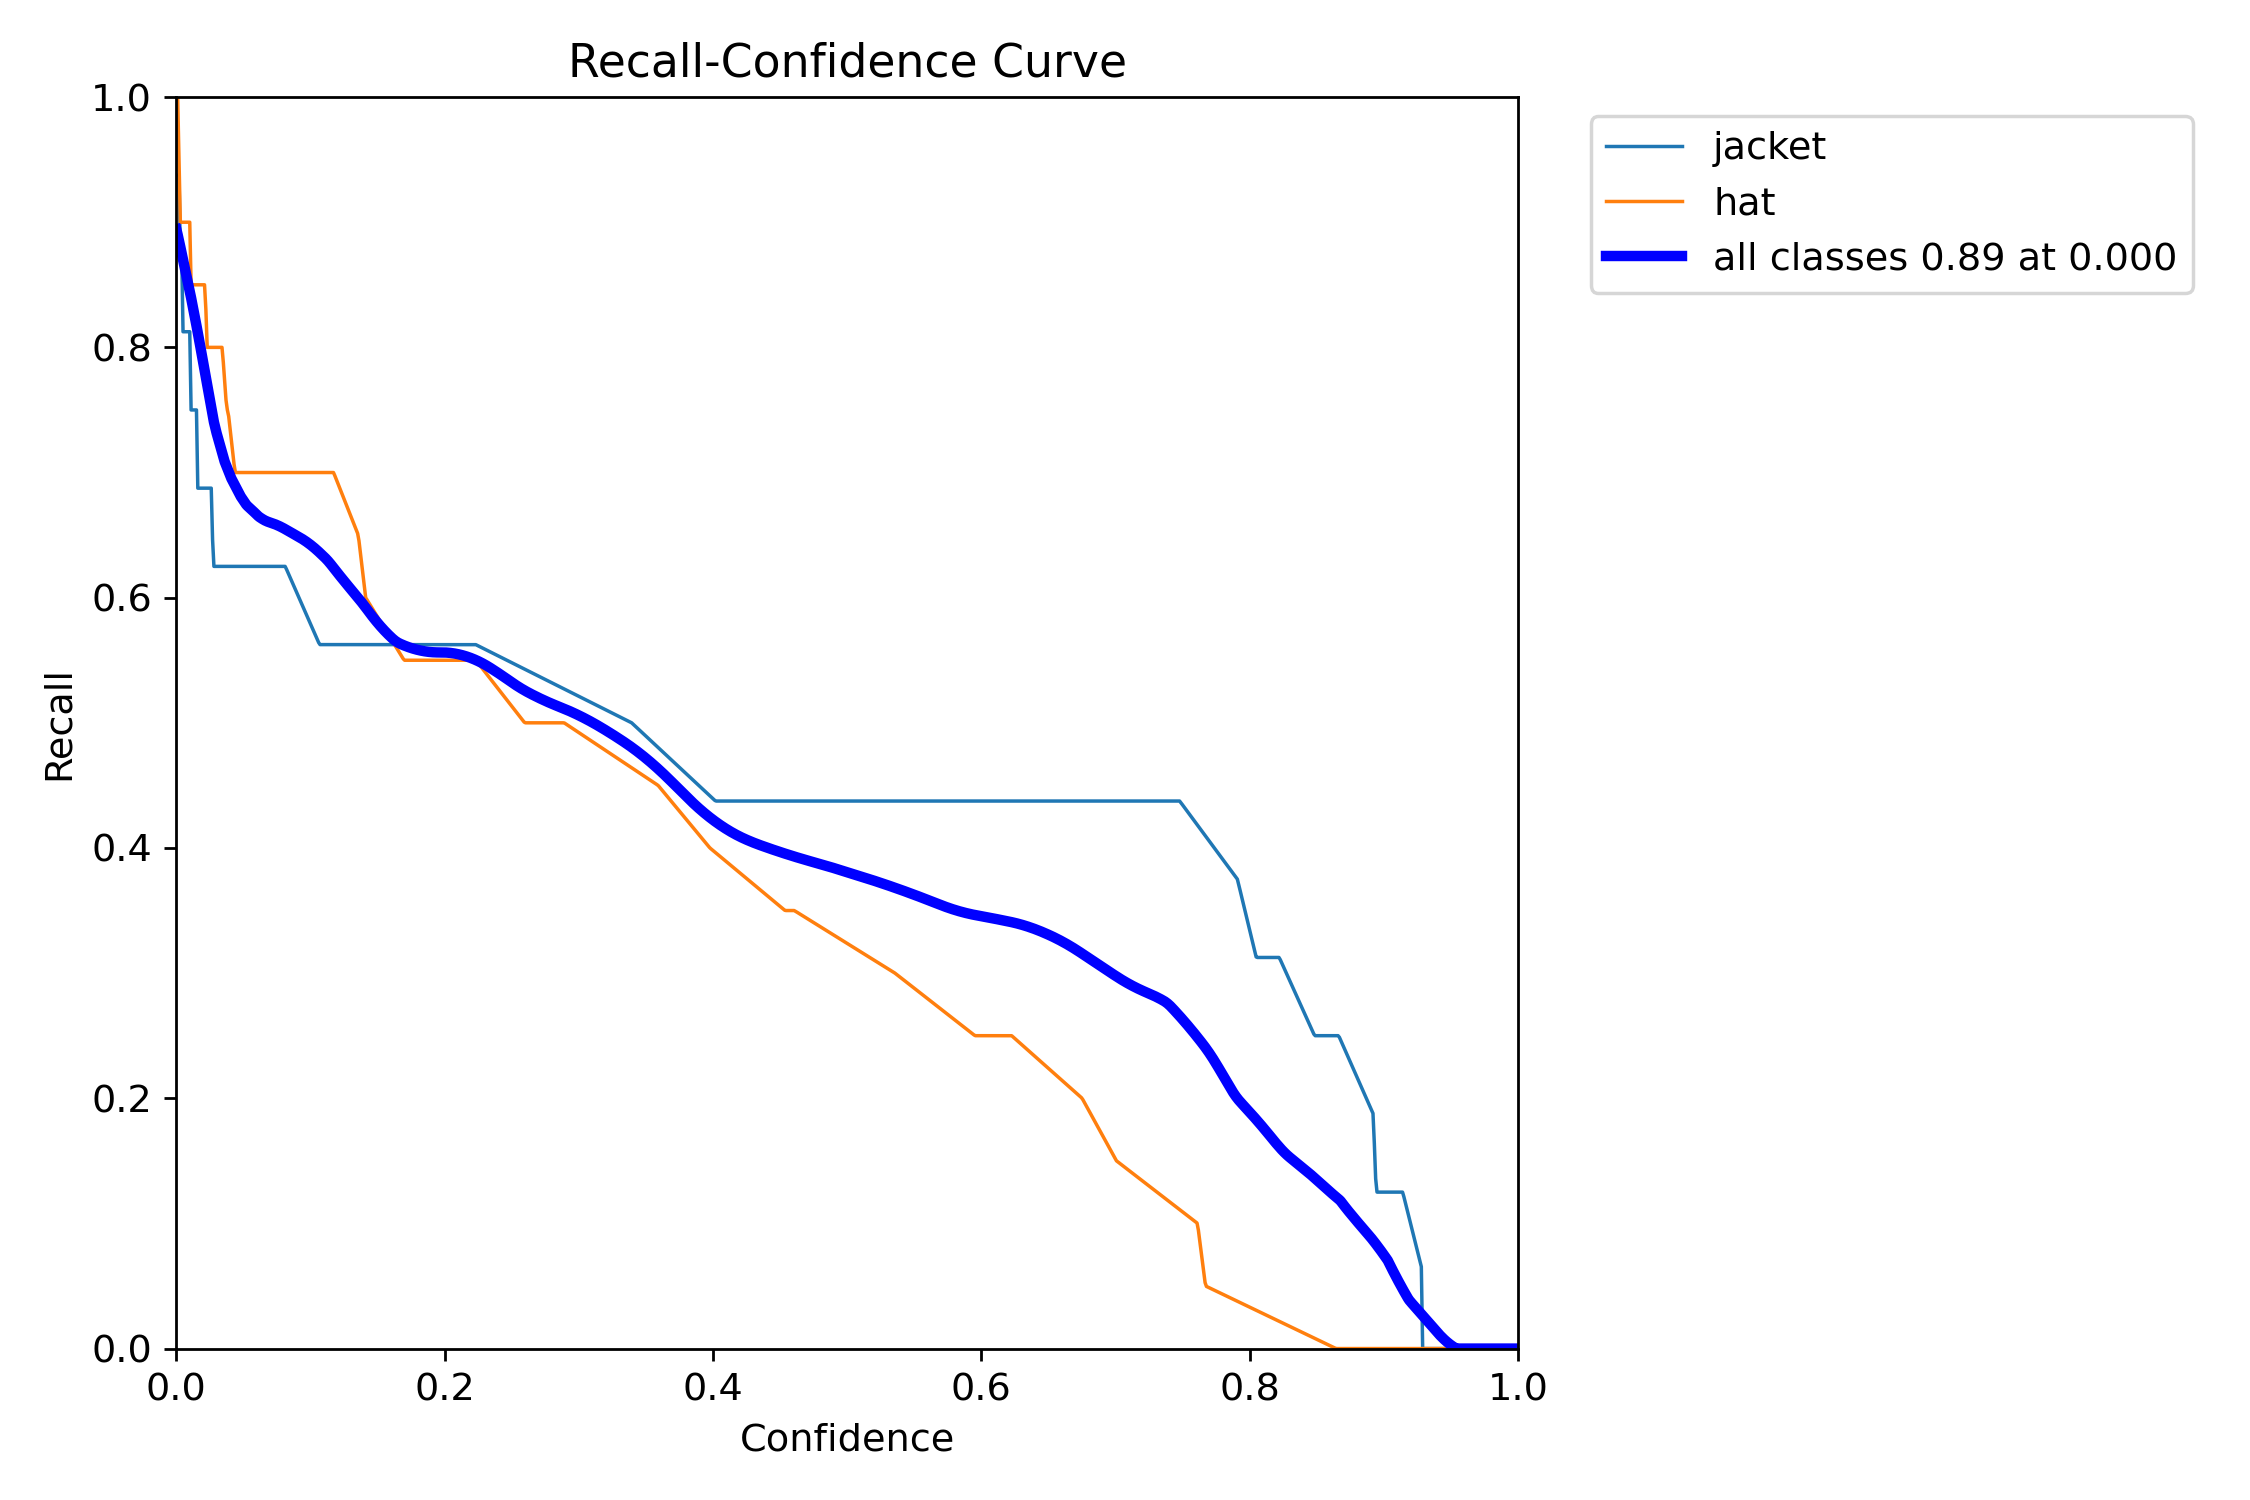 Recall-Confidence Curve
1.0
0.8
0.6
0.4
0.2
0.0
Recall
0.0 0.2 0.4 0.6 0.8 1.0
Confidence
jacket
hat
all classes 0.89 at 0.000